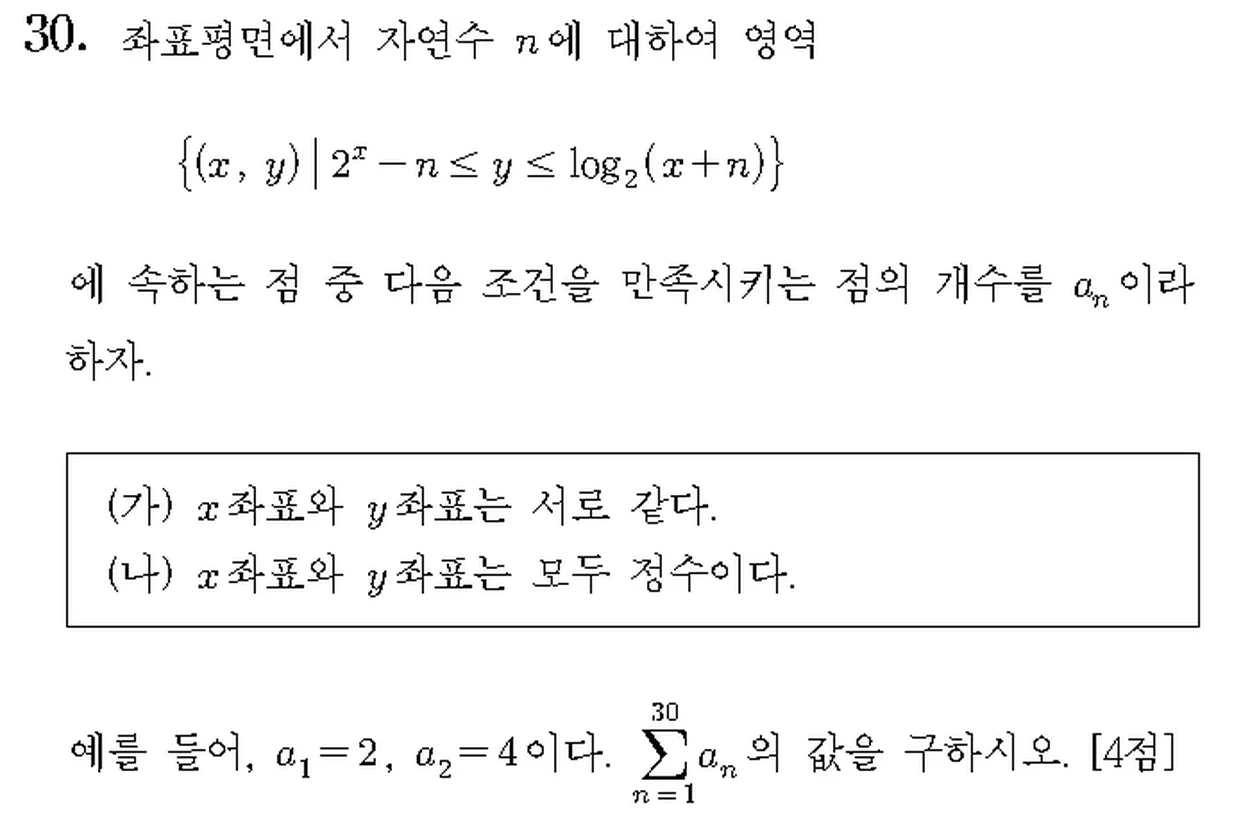 30. 좌표평면에서 자연수 n에 대하여 영역
{(x, y) | 2^x − n ≤ y ≤ log₂(x+n)}
에 속하는 점 중 다음 조건을 만족시키는 점의 개수를 aₙ이라
하자.
(가) x좌표와 y좌표는 서로 같다.
(나) x좌표와 y좌표는 모두 정수이다.
예를 들어, a₁=2, a₂=4이다. ∑_{n=1}^{30} aₙ의 값을 구하시오. [4점]